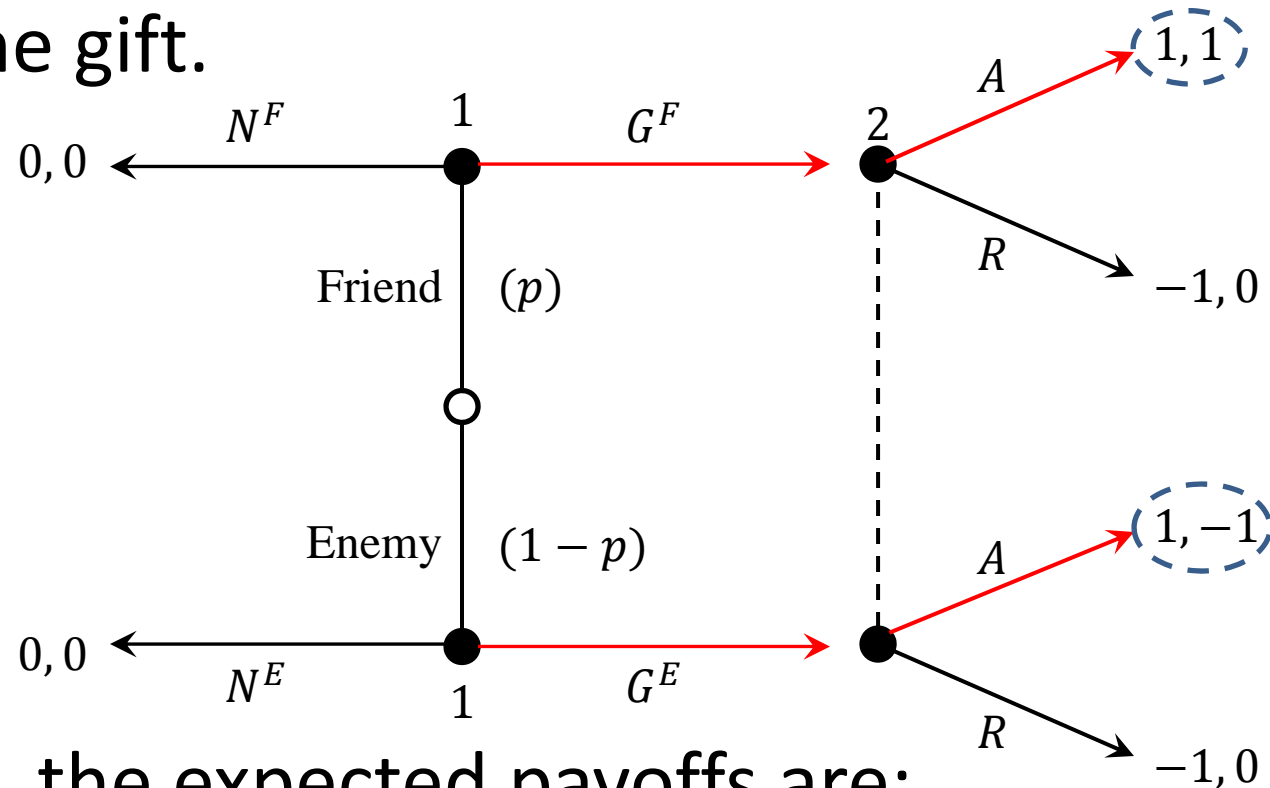 he gift.
1, 1
A
N^F
1
G^F
2
0, 0
R
Friend
(p)
−1, 0
Enemy
(1 − p)
1, −1
A
0, 0
N^E
1
G^E
R
the expected payoffs are:
−1, 0